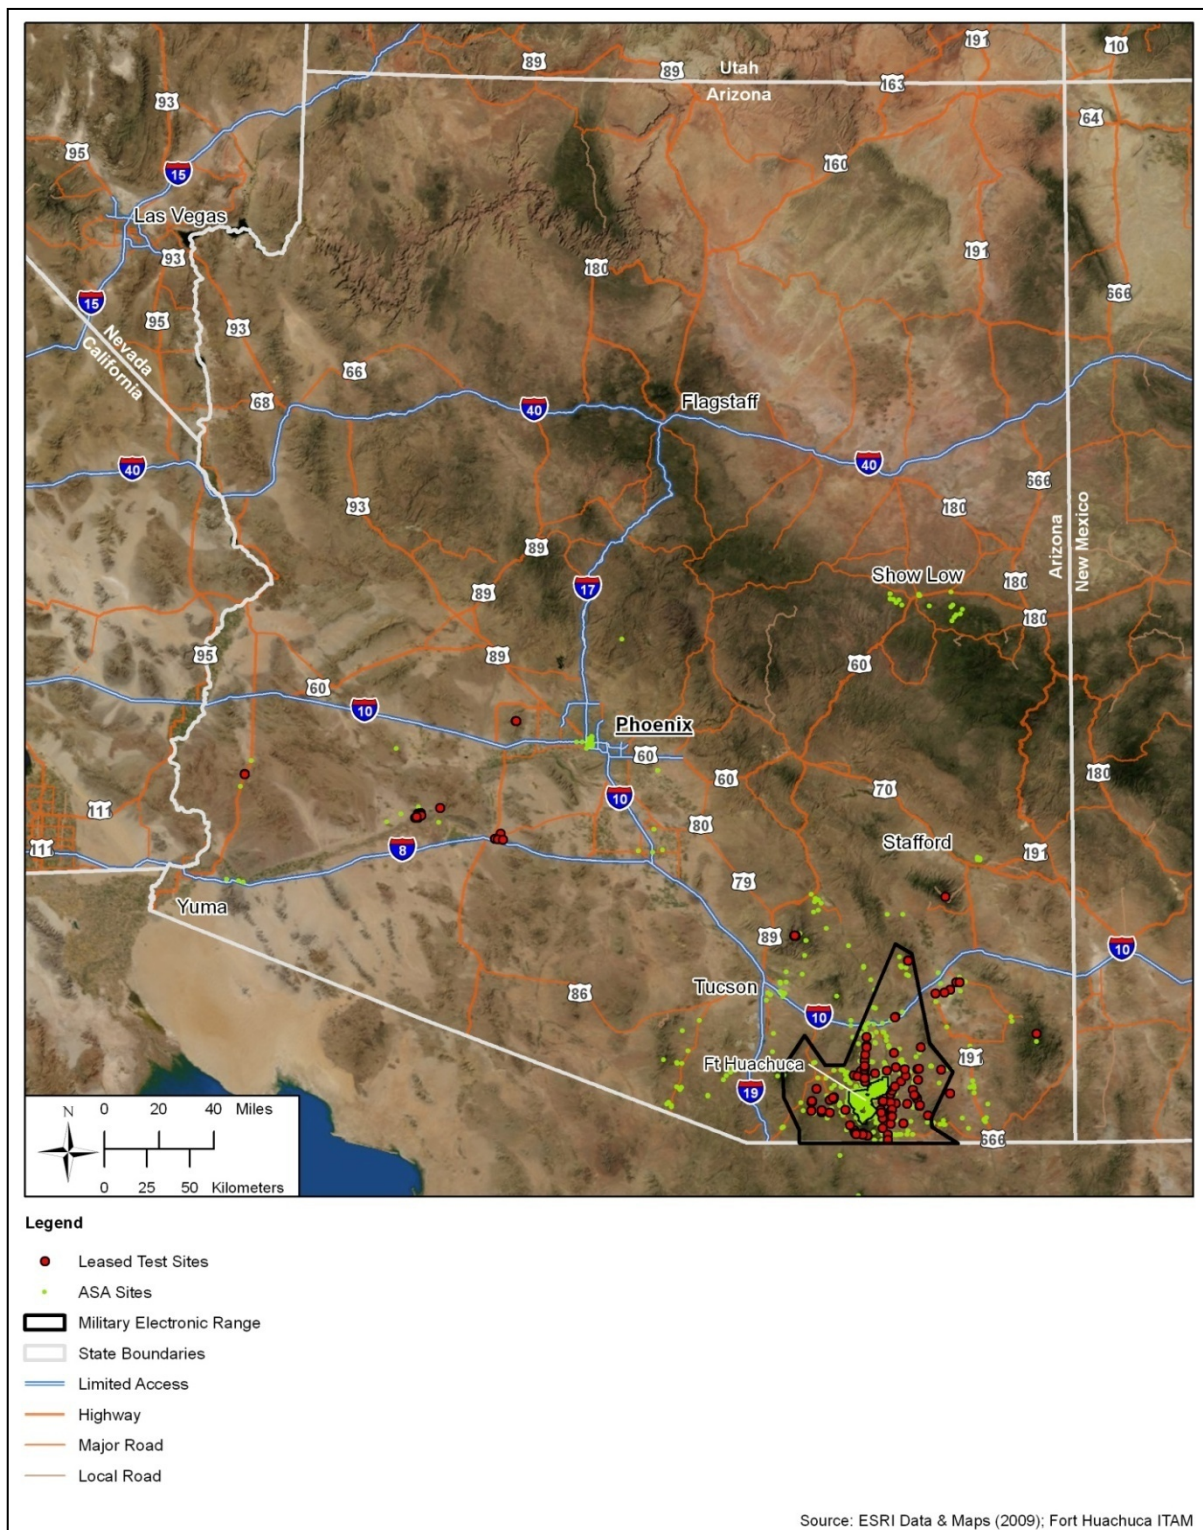 191
10
89
89
Utah
163
Arizona
93
64
95
160
15
Las Vegas
191
93
180
666
15
95
93
Nevada
California
66
68
40
Flagstaff
40
40
666
93
180
Arizona
New Mexico
89
17
Show Low
180
89
180
95
89
60
60
10
Phoenix
60
60
180
70
111
10
80
111
8
Stafford
191
79
Yuma
89
10
Tucson
86
10
Ft Huachuca
191
19
666
N
0 20 40 Miles
0 25 50 Kilometers
Legend
Leased Test Sites
ASA Sites
Military Electronic Range
State Boundaries
Limited Access
Highway
Major Road
Local Road
Source: ESRI Data & Maps (2009); Fort Huachuca ITAM